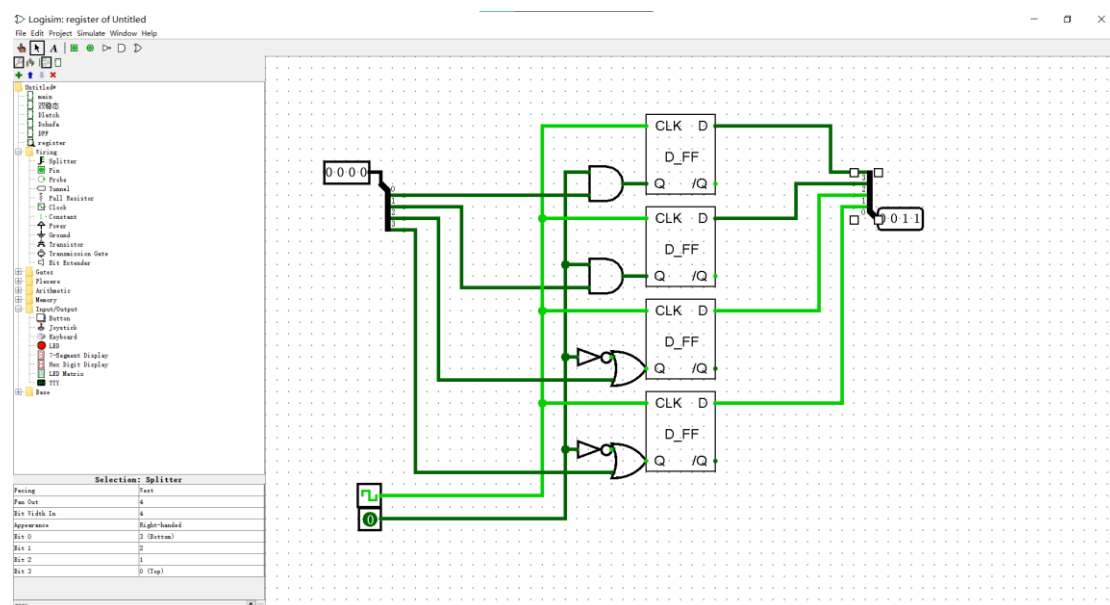 Logisim: register of Untitled
File Edit Project Simulate Window Help
A
Untitled*
main
双稳态
Dlatch
DFF
register
Wiring
Splitter
Pin
Probe
Tunnel
Pull Resistor
Clock
Constant
Power
Ground
Transistor
Transmission Gate
Bit Extender
Gates
Plexers
Arithmetic
Memory
Input/Output
Button
Joystick
Keyboard
LED
7-Segment Display
Hex Digit Display
LED Matrix
TTY
Base
Selection: Splitter
Facing West
Fan Out 4
Bit Width In 4
Appearance Right-handed
Bit 0 3 (Bottom)
Bit 1 2
Bit 2 1
Bit 3 0 (Top)
CLK D
D_FF
Q /Q
CLK D
D_FF
Q /Q
CLK D
D_FF
Q /Q
CLK D
D_FF
Q /Q
0 0 0 0
0
1
2
3
3
2
1
0
0 0 1 1
0